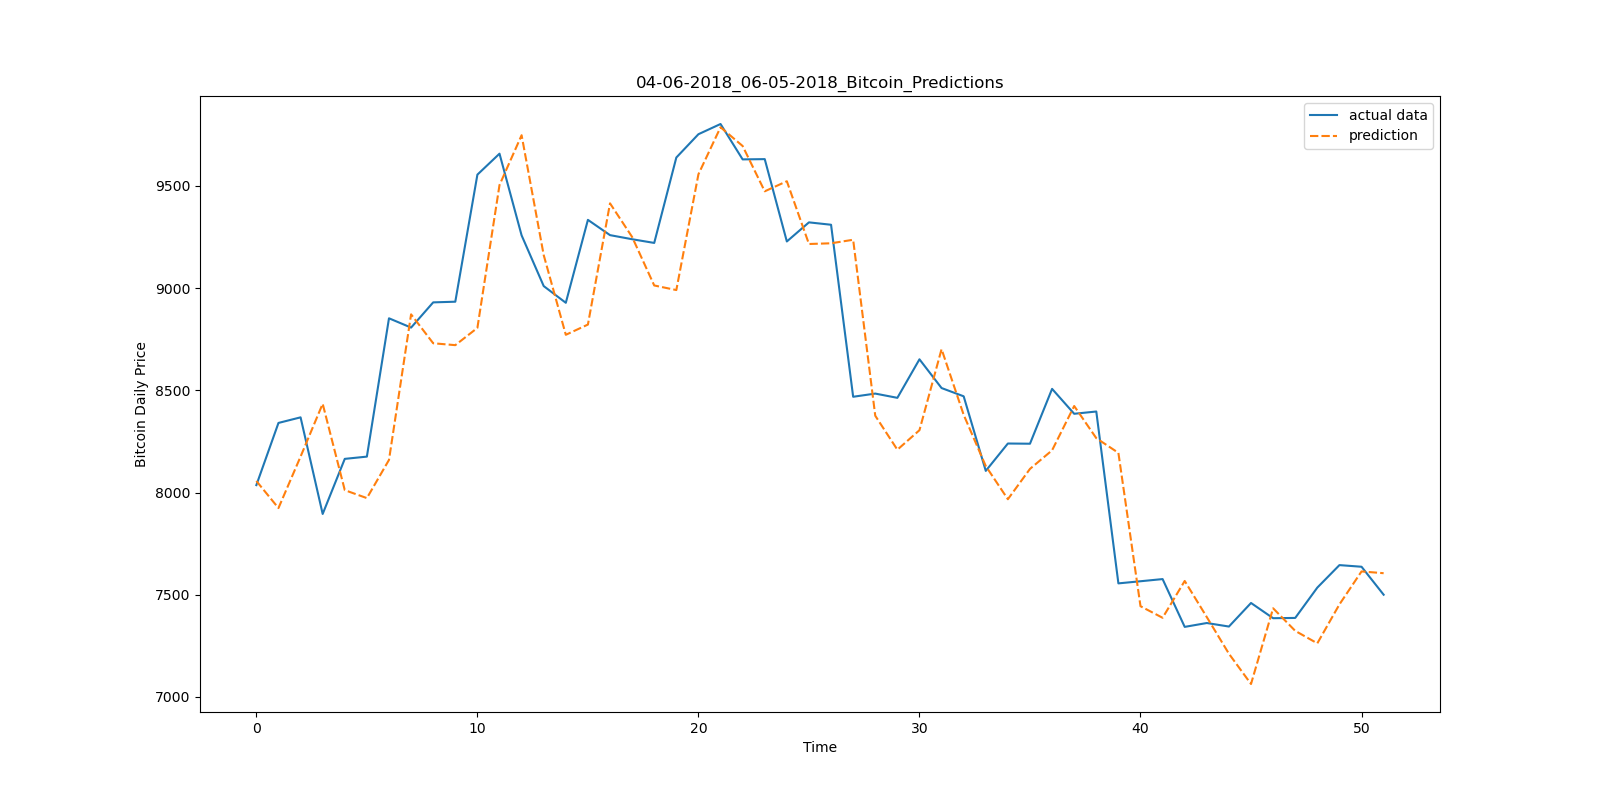 04-06-2018_06-05-2018_Bitcoin_Predictions
actual data
prediction
Bitcoin Daily Price
9500
9000
8500
8000
7500
7000
0 10 20 30 40 50
Time